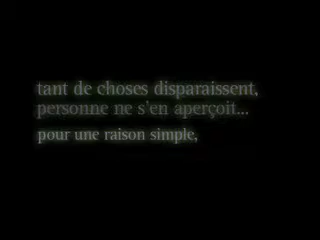 tant de choses disparaissent,
personne ne s'en aperçoit...
pour une raison simple,